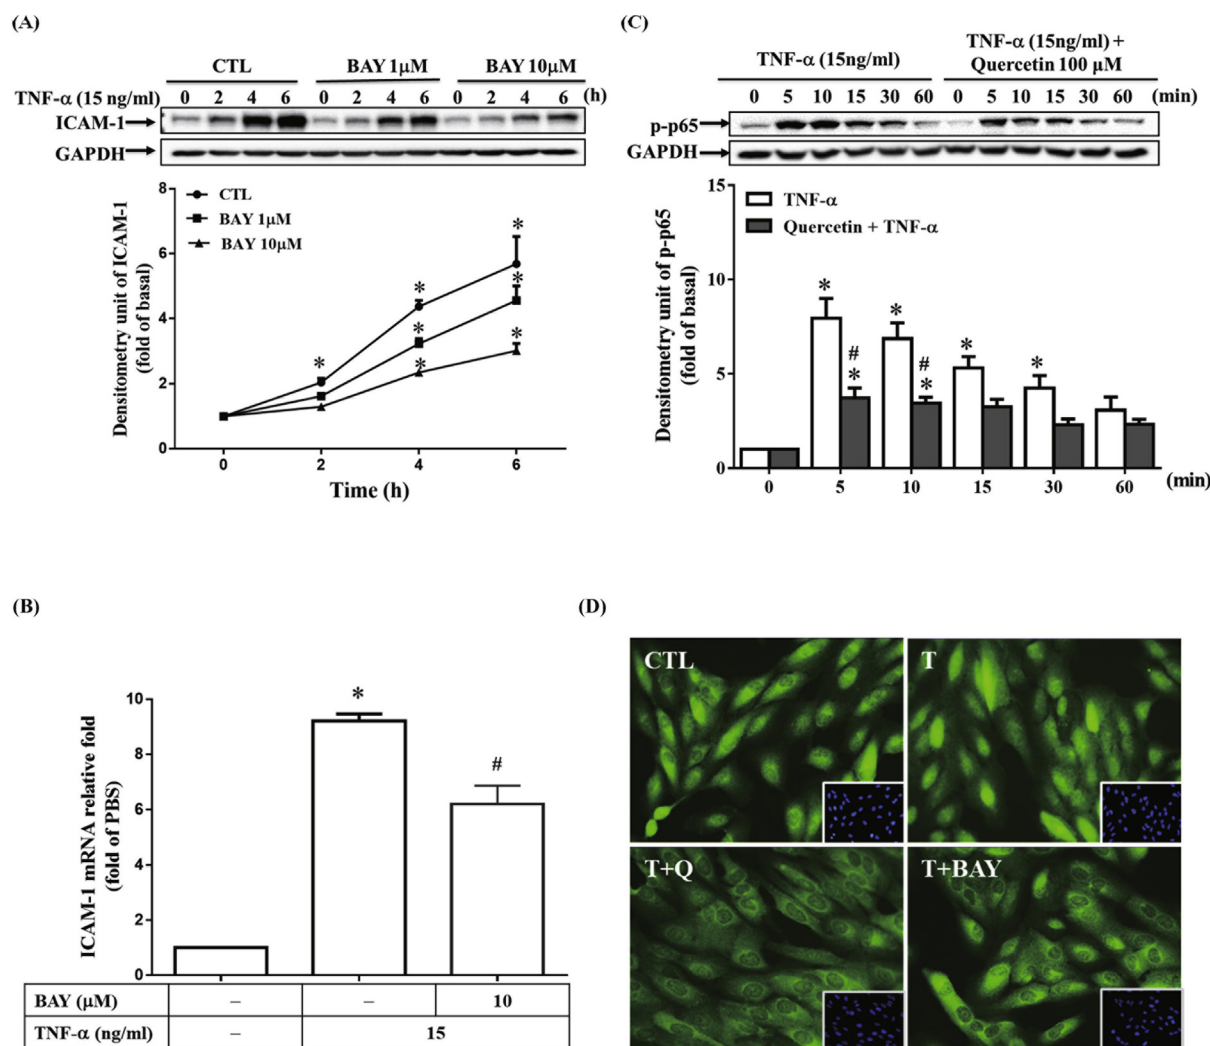 (A)
CTL BAY 1μM BAY 10μM
TNF-α (15 ng/ml) 0 2 4 6 0 2 4 6 0 2 4 6 (h)
ICAM-1
GAPDH
8
6
4
2
0
CTL
BAY 1μM
BAY 10μM
* * * * * * *
Densitometry unit of ICAM-1
(fold of basal)
0 2 4 6
Time (h)
(C)
TNF-α (15ng/ml) TNF-α (15ng/ml) +
Quercetin 100 μM
0 5 10 15 30 60 0 5 10 15 30 60 (min)
p-p65
GAPDH
15
10
5
0
TNF-α
Quercetin + TNF-α
* * * *
# #
* *
Densitometry unit of p-p65
(fold of basal)
0 5 10 15 30 60 (min)
(B)
10
8
6
4
2
0
*
#
ICAM-1 mRNA relative fold
(fold of PBS)
BAY (μM) – – 10
TNF-α (ng/ml) – 15
(D)
CTL T
T+Q T+BAY